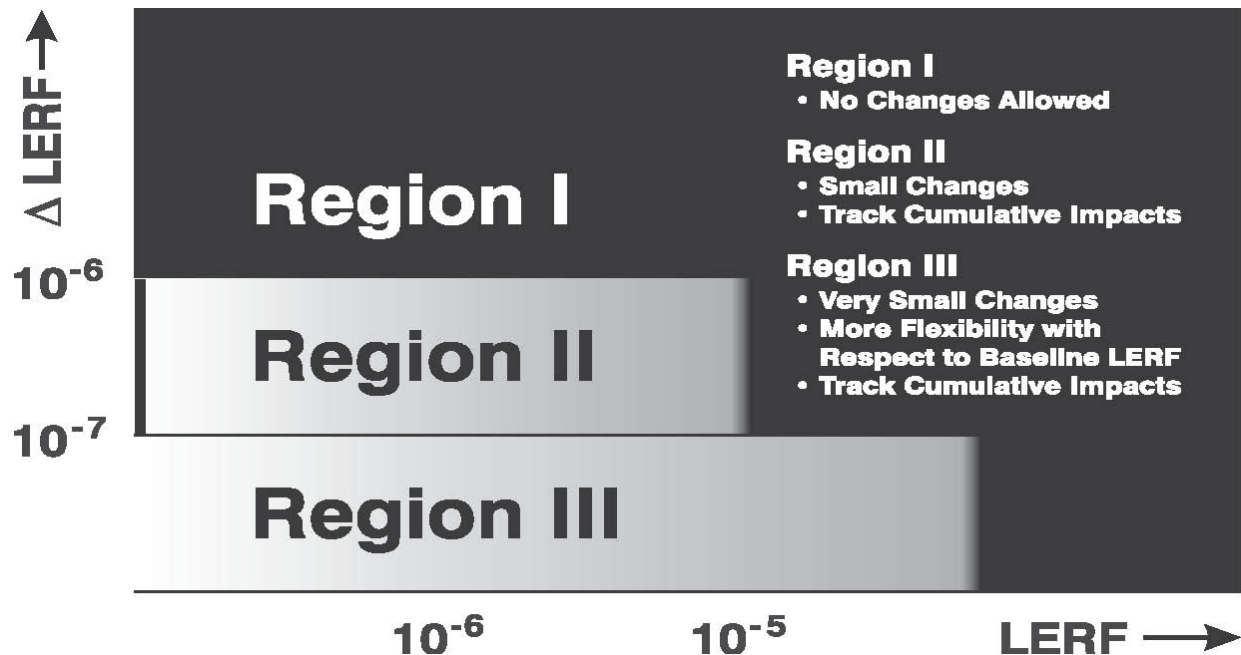 Δ LERF →
Region I
• No Changes Allowed
Region II
• Small Changes
• Track Cumulative Impacts
Region III
• Very Small Changes
• More Flexibility with
Respect to Baseline LERF
• Track Cumulative Impacts
Region I
10⁻⁶
Region II
10⁻⁷
Region III
10⁻⁶
10⁻⁵
LERF →